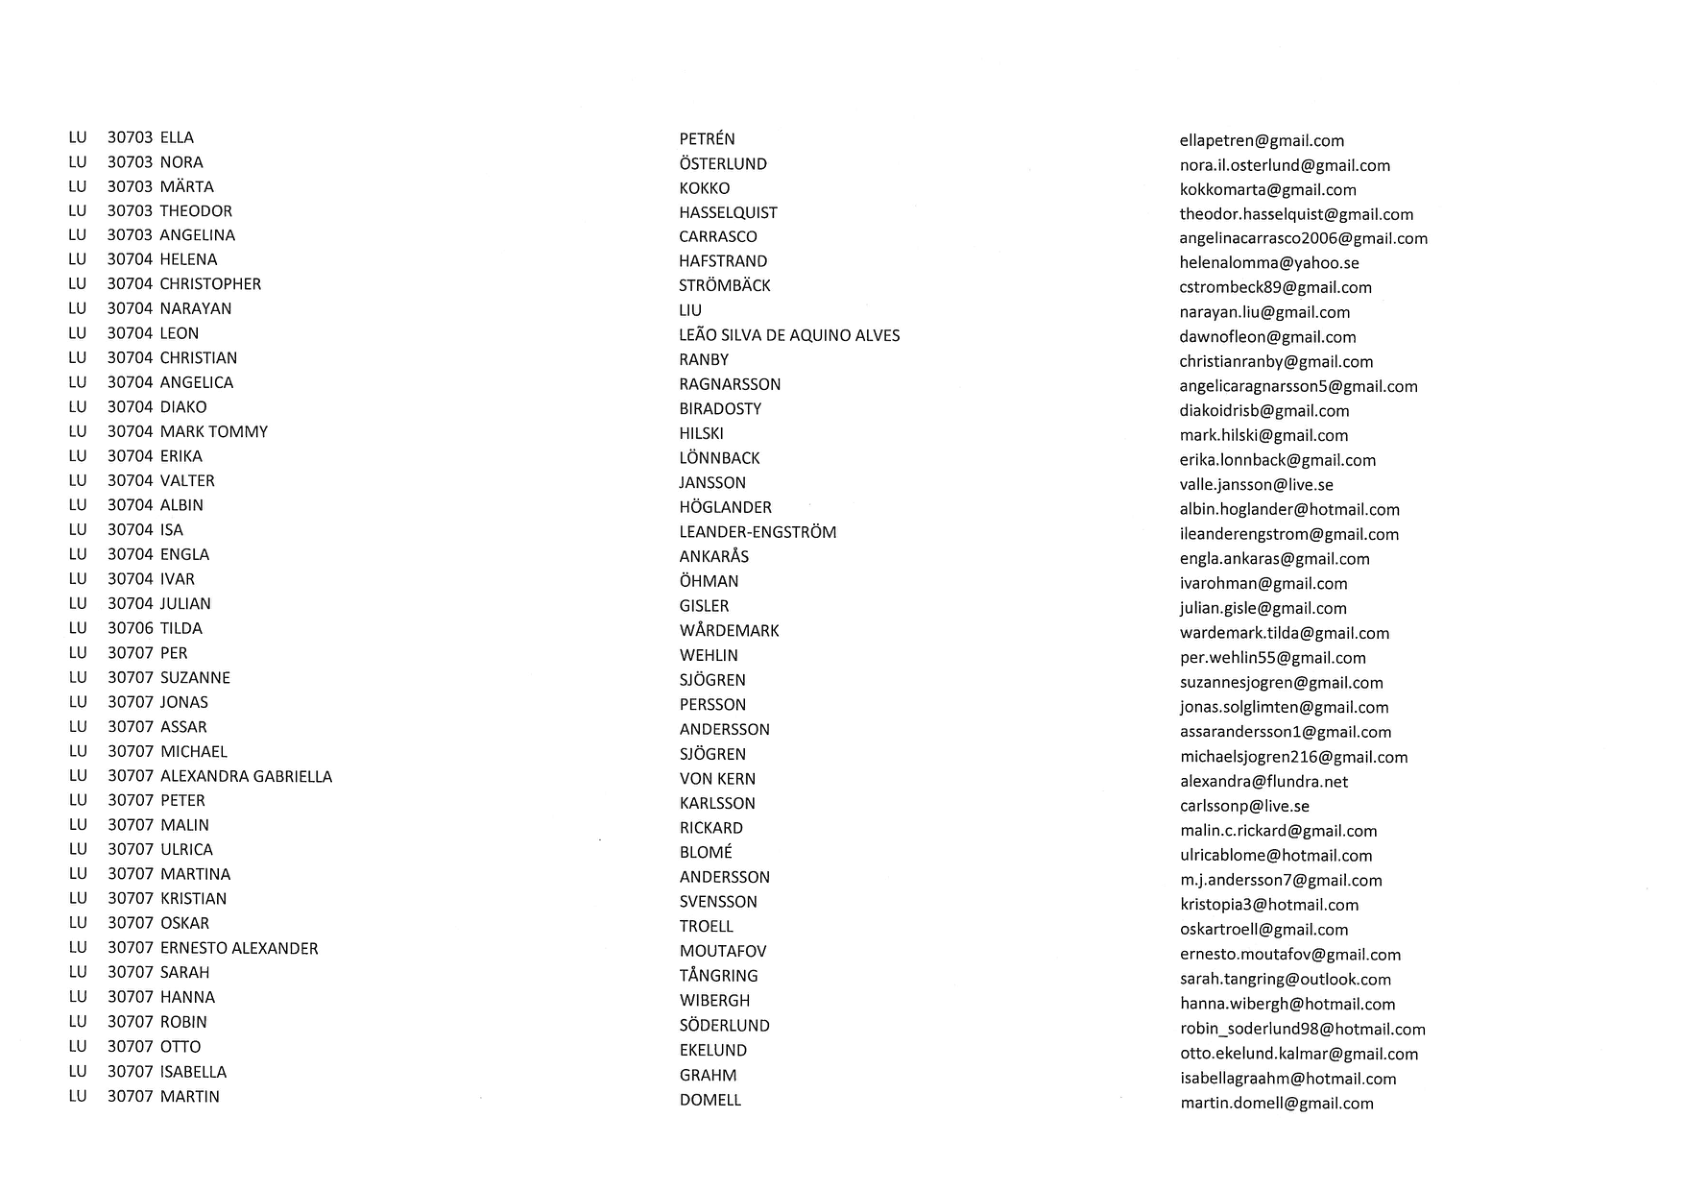 LU 30703 ELLA PETRÉN ellapetren@gmail.com
LU 30703 NORA ÖSTERLUND nora.il.osterlund@gmail.com
LU 30703 MÄRTA KOKKO kokkomarta@gmail.com
LU 30703 THEODOR HASSELQUIST theodor.hasselquist@gmail.com
LU 30703 ANGELINA CARRASCO angelinacarrasco2006@gmail.com
LU 30704 HELENA HAFSTRAND helenalomma@yahoo.se
LU 30704 CHRISTOPHER STRÖMBÄCK cstrombeck89@gmail.com
LU 30704 NARAYAN LIU narayan.liu@gmail.com
LU 30704 LEON LEÃO SILVA DE AQUINO ALVES dawnofleon@gmail.com
LU 30704 CHRISTIAN RANBY christianranby@gmail.com
LU 30704 ANGELICA RAGNARSSON angelicaragnarsson5@gmail.com
LU 30704 DIAKO BIRADOSTY diakoidrisb@gmail.com
LU 30704 MARK TOMMY HILSKI mark.hilski@gmail.com
LU 30704 ERIKA LÖNNBACK erika.lonnback@gmail.com
LU 30704 VALTER JANSSON valle.jansson@live.se
LU 30704 ALBIN HÖGLANDER albin.hoglander@hotmail.com
LU 30704 ISA LEANDER-ENGSTRÖM ileanderengstrom@gmail.com
LU 30704 ENGLA ANKARÅS engla.ankaras@gmail.com
LU 30704 IVAR ÖHMAN ivarohman@gmail.com
LU 30704 JULIAN GISLER julian.gisle@gmail.com
LU 30706 TILDA WÅRDEMARK wardemark.tilda@gmail.com
LU 30707 PER WEHLIN per.wehlin55@gmail.com
LU 30707 SUZANNE SJÖGREN suzannesjogren@gmail.com
LU 30707 JONAS PERSSON jonas.solglimten@gmail.com
LU 30707 ASSAR ANDERSSON assarandersson1@gmail.com
LU 30707 MICHAEL SJÖGREN michaelsjogren216@gmail.com
LU 30707 ALEXANDRA GABRIELLA VON KERN alexandra@flundra.net
LU 30707 PETER KARLSSON carlssonp@live.se
LU 30707 MALIN RICKARD malin.c.rickard@gmail.com
LU 30707 ULRICA BLOMÉ ulricablome@hotmail.com
LU 30707 MARTINA ANDERSSON m.j.andersson7@gmail.com
LU 30707 KRISTIAN SVENSSON kristopia3@hotmail.com
LU 30707 OSKAR TROELL oskartroell@gmail.com
LU 30707 ERNESTO ALEXANDER MOUTAFOV ernesto.moutafov@gmail.com
LU 30707 SARAH TÅNGRING sarah.tangring@outlook.com
LU 30707 HANNA WIBERGH hanna.wibergh@hotmail.com
LU 30707 ROBIN SÖDERLUND robin_soderlund98@hotmail.com
LU 30707 OTTO EKELUND otto.ekelund.kalmar@gmail.com
LU 30707 ISABELLA GRAHM isabellagraahm@hotmail.com
LU 30707 MARTIN DOMELL martin.domell@gmail.com